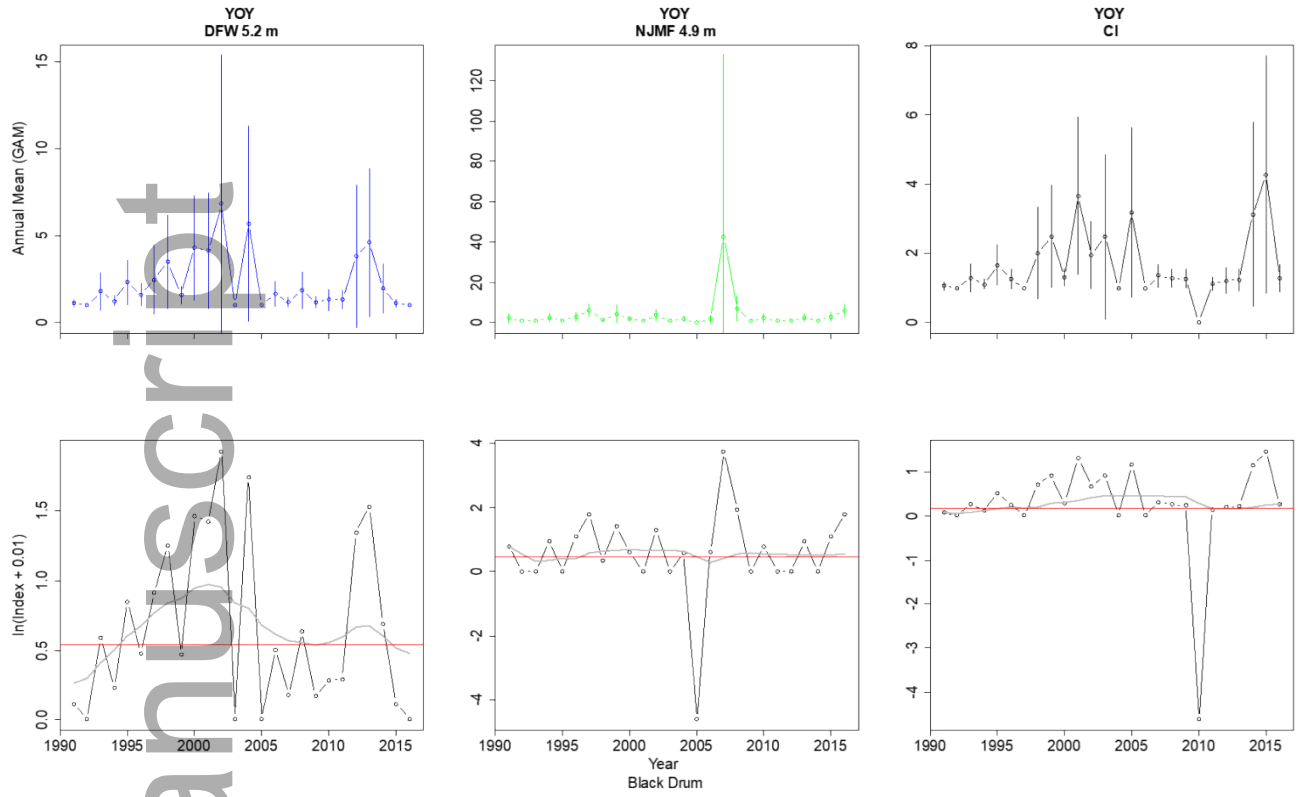 YOY
DFW 5.2 m
YOY
NJMF 4.9 m
YOY
CI
Annual Mean (GAM)
15
10
5
0
120
100
80
60
40
20
0
8
6
4
2
0
ln(Index + 0.01)
1.5
1.0
0.5
0.0
4
2
0
-2
-4
1
0
-1
-2
-3
-4
1990 1995 2000 2005 2010 2015
1990 1995 2000 2005 2010 2015
1990 1995 2000 2005 2010 2015
Year
Black Drum
anuscript